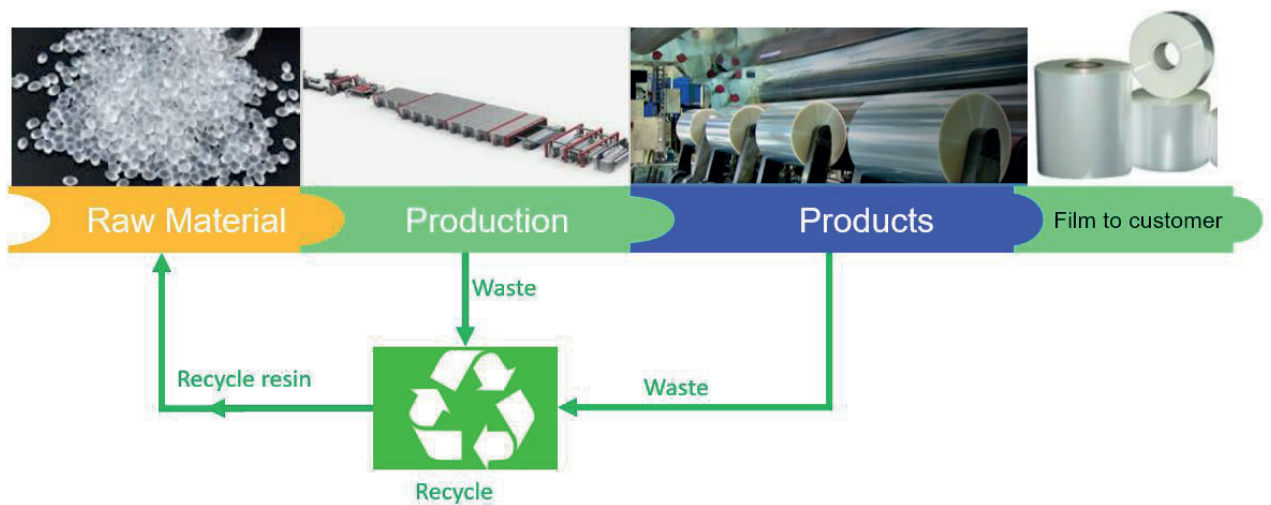 Raw Material
Production
Products
Film to customer
Waste
Recycle resin
Waste
Recycle